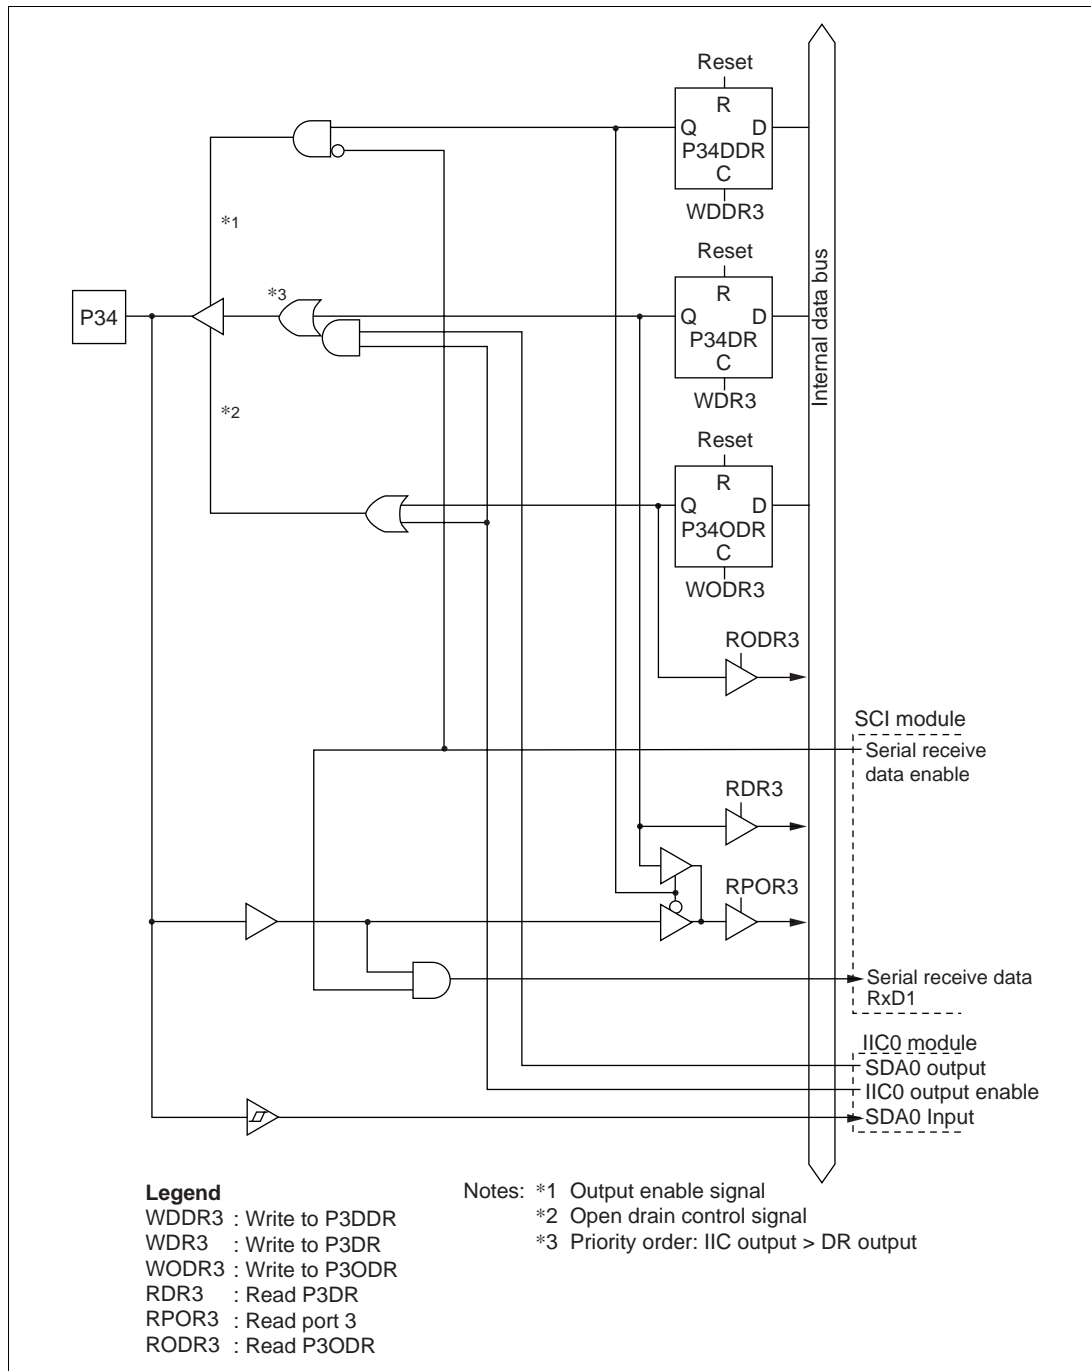 Reset
R
Q D
P34DDR
C
WDDR3
*1
Reset
R
Q D
P34DR
C
WDR3
P34
*3
*2
Internal data bus
Reset
R
Q D
P34ODR
C
WODR3
RODR3
SCI module
Serial receive
data enable
RDR3
RPOR3
Serial receive data
RxD1
IIC0 module
SDA0 output
IIC0 output enable
SDA0 Input
Legend
WDDR3 : Write to P3DDR
WDR3 : Write to P3DR
WODR3 : Write to P3ODR
RDR3 : Read P3DR
RPOR3 : Read port 3
RODR3 : Read P3ODR
Notes: *1 Output enable signal
*2 Open drain control signal
*3 Priority order: IIC output > DR output